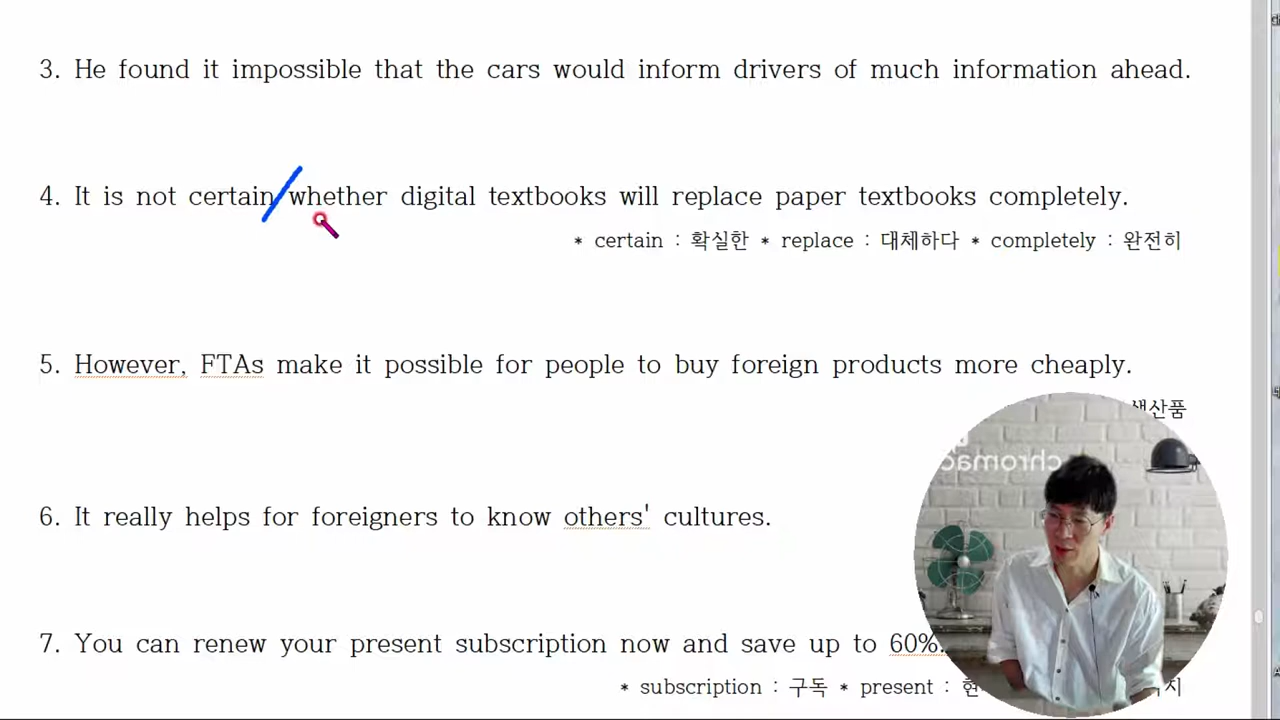 3. He found it impossible that the cars would inform drivers of much information ahead.
4. It is not certain whether digital textbooks will replace paper textbooks completely.
* certain : 확실한 * replace : 대체하다 * completely : 완전히
5. However, FTAs make it possible for people to buy foreign products more cheaply.
생산품
6. It really helps for foreigners to know others' cultures.
7. You can renew your present subscription now and save up to 60%.
* subscription : 구독 * present :